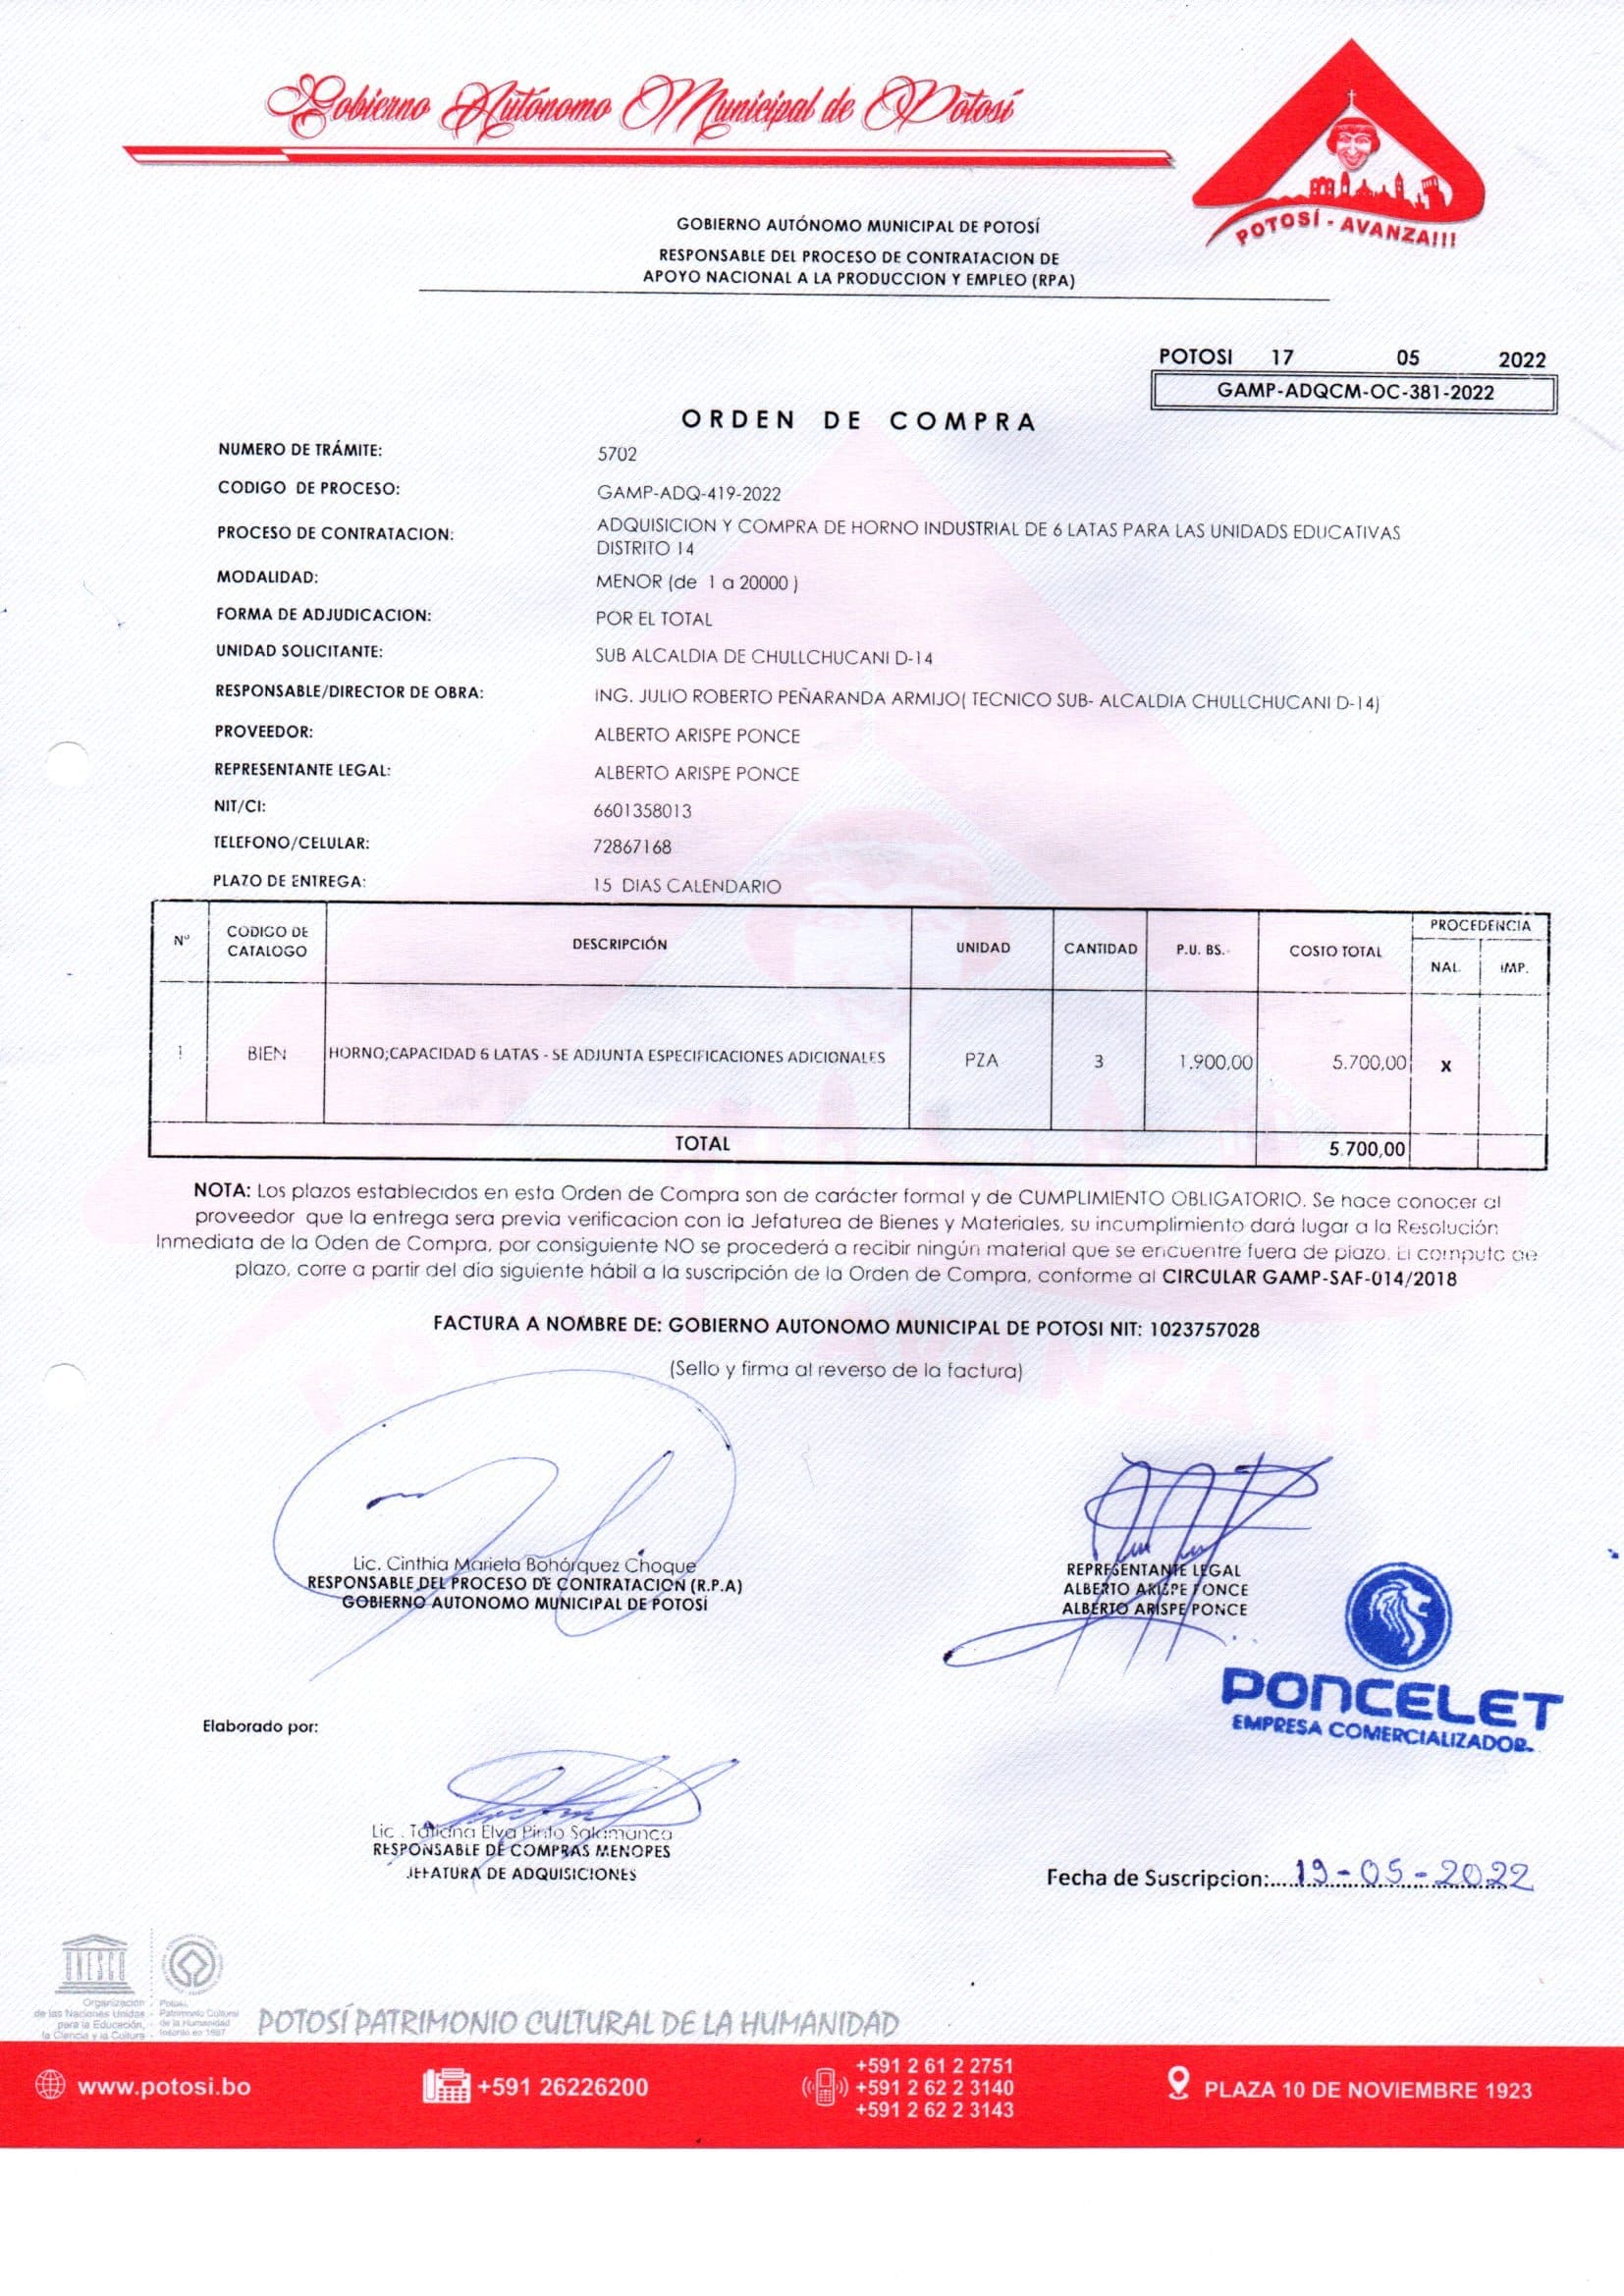 Gobierno Autónomo Municipal de Potosí
POTOSÍ - AVANZA!!!
GOBIERNO AUTÓNOMO MUNICIPAL DE POTOSÍ
RESPONSABLE DEL PROCESO DE CONTRATACION DE
APOYO NACIONAL A LA PRODUCCION Y EMPLEO (RPA)
POTOSI 17 05 2022
GAMP-ADQCM-OC-381-2022
ORDEN DE COMPRA
NUMERO DE TRÁMITE: 5702
CODIGO DE PROCESO: GAMP-ADQ-419-2022
PROCESO DE CONTRATACION: ADQUISICION Y COMPRA DE HORNO INDUSTRIAL DE 6 LATAS PARA LAS UNIDADS EDUCATIVAS
DISTRITO 14
MODALIDAD: MENOR (de 1 a 20000 )
FORMA DE ADJUDICACION: POR EL TOTAL
UNIDAD SOLICITANTE: SUB ALCALDIA DE CHULLCHUCANI D-14
RESPONSABLE/DIRECTOR DE OBRA: ING. JULIO ROBERTO PEÑARANDA ARMIJO( TECNICO SUB- ALCALDIA CHULLCHUCANI D-14)
PROVEEDOR: ALBERTO ARISPE PONCE
REPRESENTANTE LEGAL: ALBERTO ARISPE PONCE
NIT/CI: 6601358013
TELEFONO/CELULAR: 72867168
PLAZO DE ENTREGA: 15 DIAS CALENDARIO
Nº CODIGO DE CATALOGO DESCRIPCIÓN UNIDAD CANTIDAD P.U. BS.- COSTO TOTAL PROCEDENCIA
NAL. IMP.
1 BIEN HORNO;CAPACIDAD 6 LATAS - SE ADJUNTA ESPECIFICACIONES ADICIONALES PZA 3 1.900,00 5.700,00 X
TOTAL 5.700,00
NOTA: Los plazos establecidos en esta Orden de Compra son de carácter formal y de CUMPLIMIENTO OBLIGATORIO. Se hace conocer al
proveedor que la entrega sera previa verificacion con la Jefaturea de Bienes y Materiales, su incumplimiento dará lugar a la Resolución
Inmediata de la Oden de Compra, por consiguiente NO se procederá a recibir ningún material que se encuentre fuera de plazo. El computo de
plazo, corre a partir del día siguiente hábil a la suscripción de la Orden de Compra, conforme al CIRCULAR GAMP-SAF-014/2018
FACTURA A NOMBRE DE: GOBIERNO AUTONOMO MUNICIPAL DE POTOSI NIT: 1023757028
(Sello y firma al reverso de la factura)
Lic. Cinthia Mariela Bohórquez Choque
RESPONSABLE DEL PROCESO DE CONTRATACION (R.P.A)
GOBIERNO AUTONOMO MUNICIPAL DE POTOSÍ
REPRESENTANTE LEGAL
ALBERTO ARISPE PONCE
ALBERTO ARISPE PONCE
PONCELET
EMPRESA COMERCIALIZADOR
Elaborado por:
Lic . Tatiana Elva Pinto Salamanca
RESPONSABLE DE COMPRAS MENORES
JEFATURA DE ADQUISICIONES
Fecha de Suscripcion:....19-05-2022
UNESCO
Organización
de las Naciones Unidas
para la Educación,
la Ciencia y la Cultura
Potosí,
Patrimonio Cultural
de la Humanidad
Inscrito en 1987
POTOSÍ PATRIMONIO CULTURAL DE LA HUMANIDAD
www.potosi.bo
+591 26226200
+591 2 61 2 2751
+591 2 62 2 3140
+591 2 62 2 3143
PLAZA 10 DE NOVIEMBRE 1923